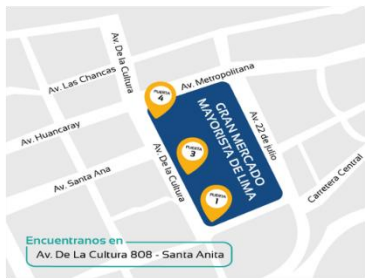 Av. De la Cultura
Av. Las Chancas
Av. Metropolitana
PUERTA
4
Av. Huancaray
GRAN MERCADO
MAYORISTA DE LIMA
Av. 22 de julio
PUERTA
3
Av. De la Cultura
Av. Santa Ana
PUERTA
1
Carretera Central
Encuentranos en
Av. De La Cultura 808 - Santa Anita